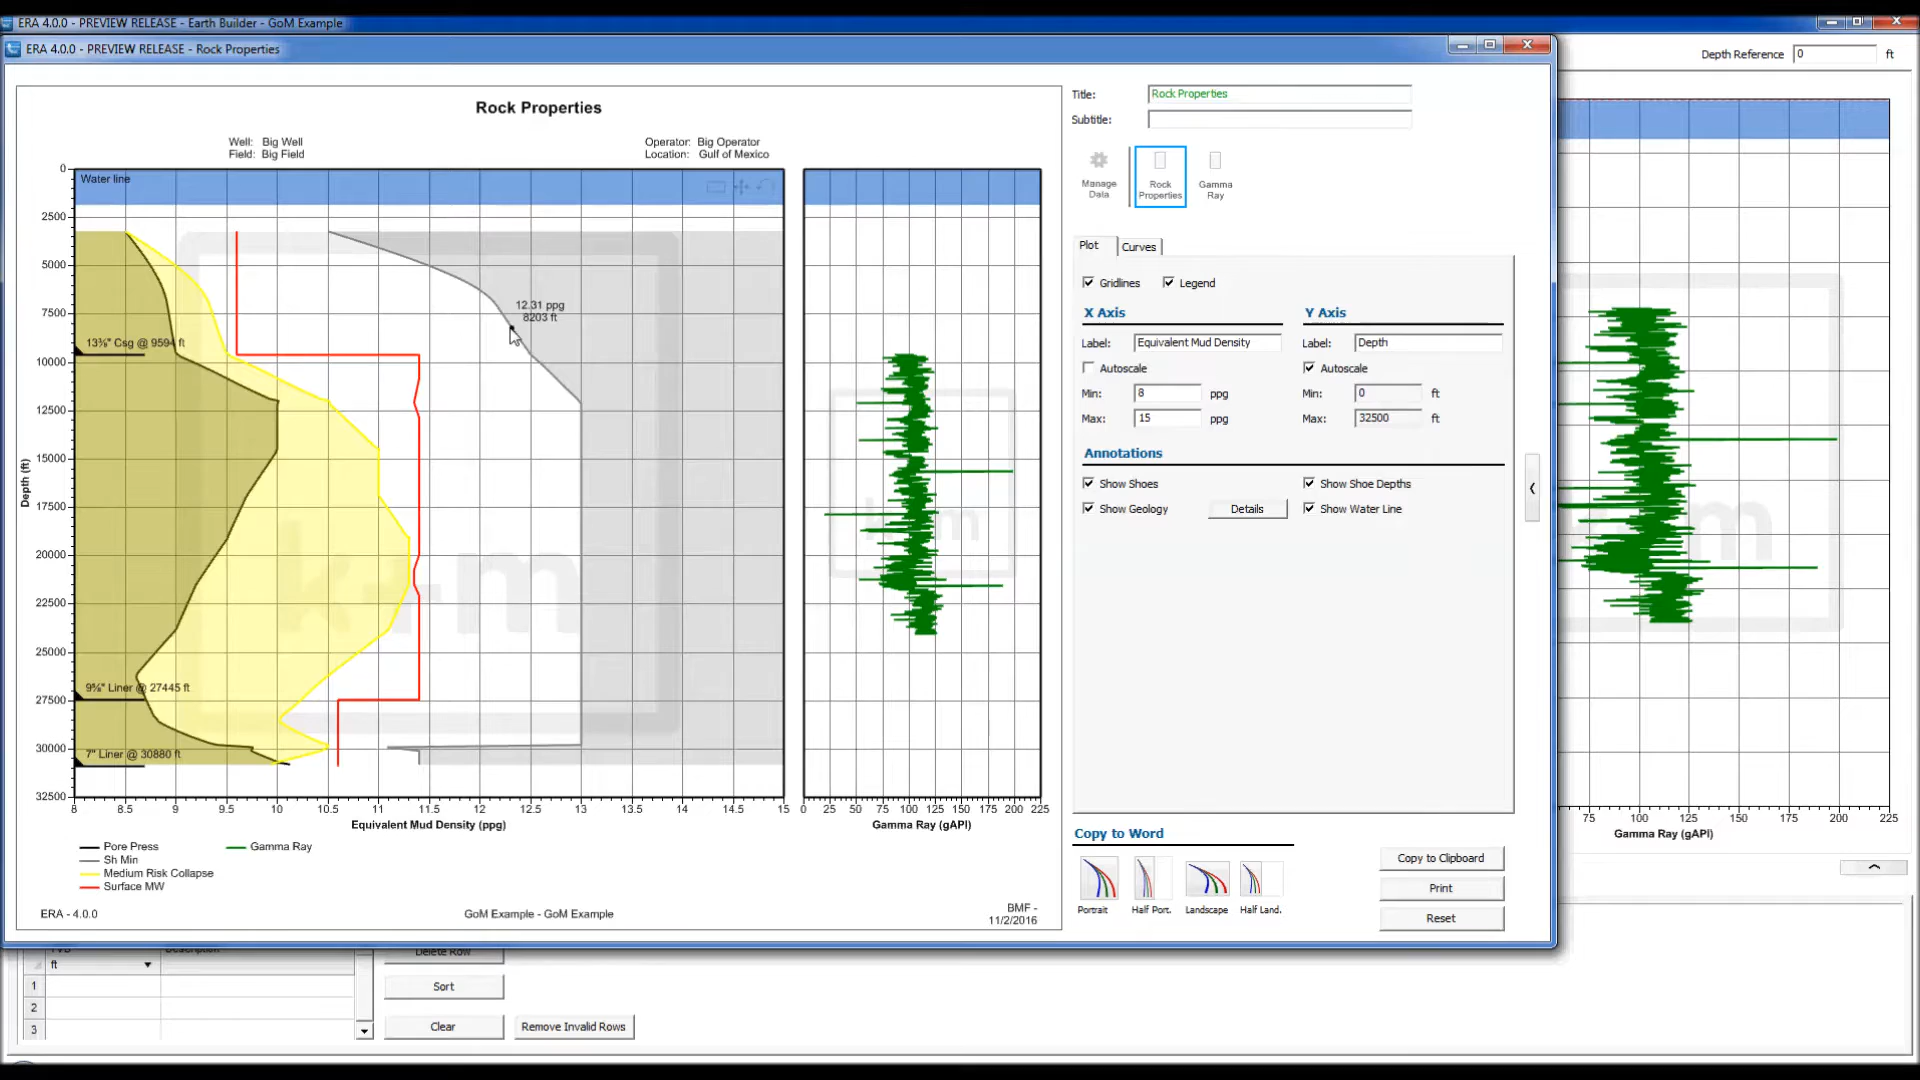 ERA 4.0.0 - PREVIEW RELEASE - Earth Builder - GoM Example
ERA 4.0.0 - PREVIEW RELEASE - Rock Properties
Depth Reference 0 ft
Rock Properties
Well: Big Well
Field: Big Field
Operator: Big Operator
Location: Gulf of Mexico
Water line
12.31 ppg
8203 ft
13⅜" Csg @ 9594 ft
9⅝" Liner @ 27445 ft
7" Liner @ 30880 ft
0
2500
5000
7500
10000
12500
15000
17500
20000
22500
25000
27500
30000
32500
Depth (ft)
8 8.5 9 9.5 10 10.5 11 11.5 12 12.5 13 13.5 14 14.5 15
Equivalent Mud Density (ppg)
k+m
0 25 50 75 100 125 150 175 200 225
Gamma Ray (gAPI)
Pore Press
Sh Min
Medium Risk Collapse
Surface MW
Gamma Ray
ERA - 4.0.0
GoM Example - GoM Example
BMF -
11/2/2016
Title: Rock Properties
Subtitle:
Manage Data
Rock Properties
Gamma Ray
Plot Curves
Gridlines Legend
X Axis
Label: Equivalent Mud Density
Autoscale
Min: 8 ppg
Max: 15 ppg
Y Axis
Label: Depth
Autoscale
Min: 0 ft
Max: 32500 ft
Annotations
Show Shoes Show Shoe Depths
Show Geology Details Show Water Line
Copy to Word
Portrait Half Port. Landscape Half Land.
Copy to Clipboard
Print
Reset
75 100 125 150 175 200 225
Gamma Ray (gAPI)
ft
1
2
3
Delete Row
Sort
Clear Remove Invalid Rows